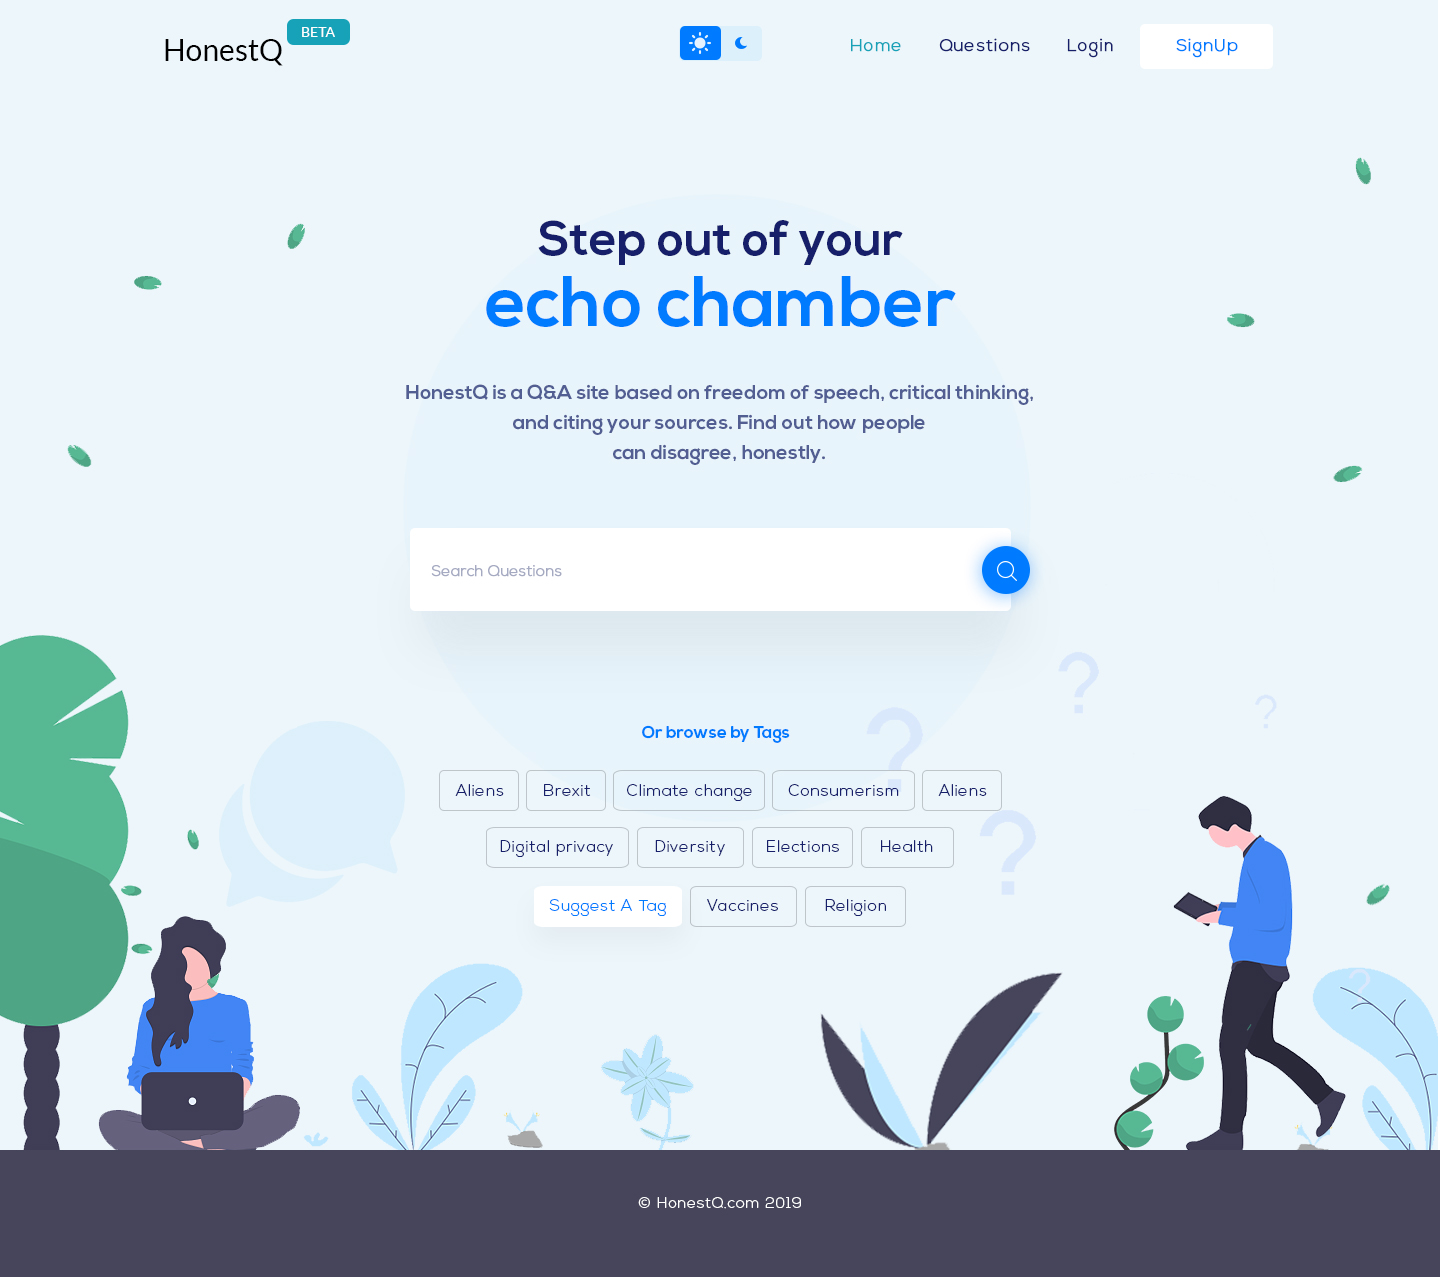 HonestQ BETA
Home Questions Login SignUp
Step out of your
echo chamber
HonestQ is a Q&A site based on freedom of speech, critical thinking,
and citing your sources. Find out how people
can disagree, honestly.
Search Questions
Or browse by Tags
Aliens Brexit Climate change Consumerism Aliens
Digital privacy Diversity Elections Health
Suggest A Tag Vaccines Religion
© HonestQ.com 2019